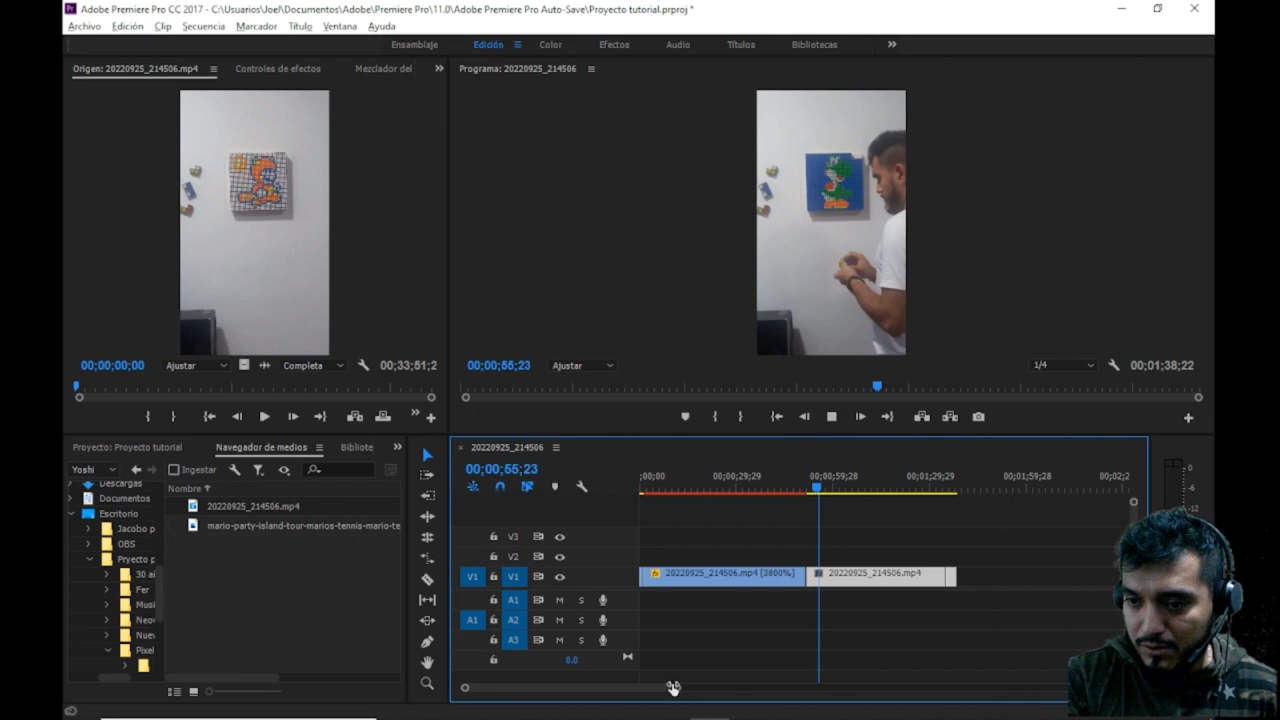 Adobe Premiere Pro CC 2017 - C:\Usuarios\Joel\Documentos\Adobe\Premiere Pro\11.0\Adobe Premiere Pro Auto-Save\Proyecto tutorial.prproj *
Archivo Edición Clip Secuencia Marcador Título Ventana Ayuda
Ensamblaje Edición Color Efectos Audio Títulos Bibliotecas
Origen: 20220925_214506.mp4 Controles de efectos Mezclador del
Programa: 20220925_214506
00;00;00;00 Ajustar Completa 00;33;51;2
00;00;55;23 Ajustar 1/4 00;01;38;22
Proyecto: Proyecto tutorial Navegador de medios Bibliote
Yoshi Ingestar
Nombre
Descargas
Documentos
Escritorio
Jacobo p
OBS
Pryecto p
30 ai
Fer
Musi
Neo
Nue
Pixel
20220925_214506.mp4
mario-party-island-tour-marios-tennis-mario-te
20220925_214506
00;00;55;23
;00;00 00;00;29;29 00;00;59;28 00;01;29;29 00;01;59;28 00;02;2
V3
V2
V1 V1 20220925_214506.mp4 [3800%] 20220925_214506.mp4
A1 M S
A1 A2 M S
A3 M S
0.0
0
-6
-12